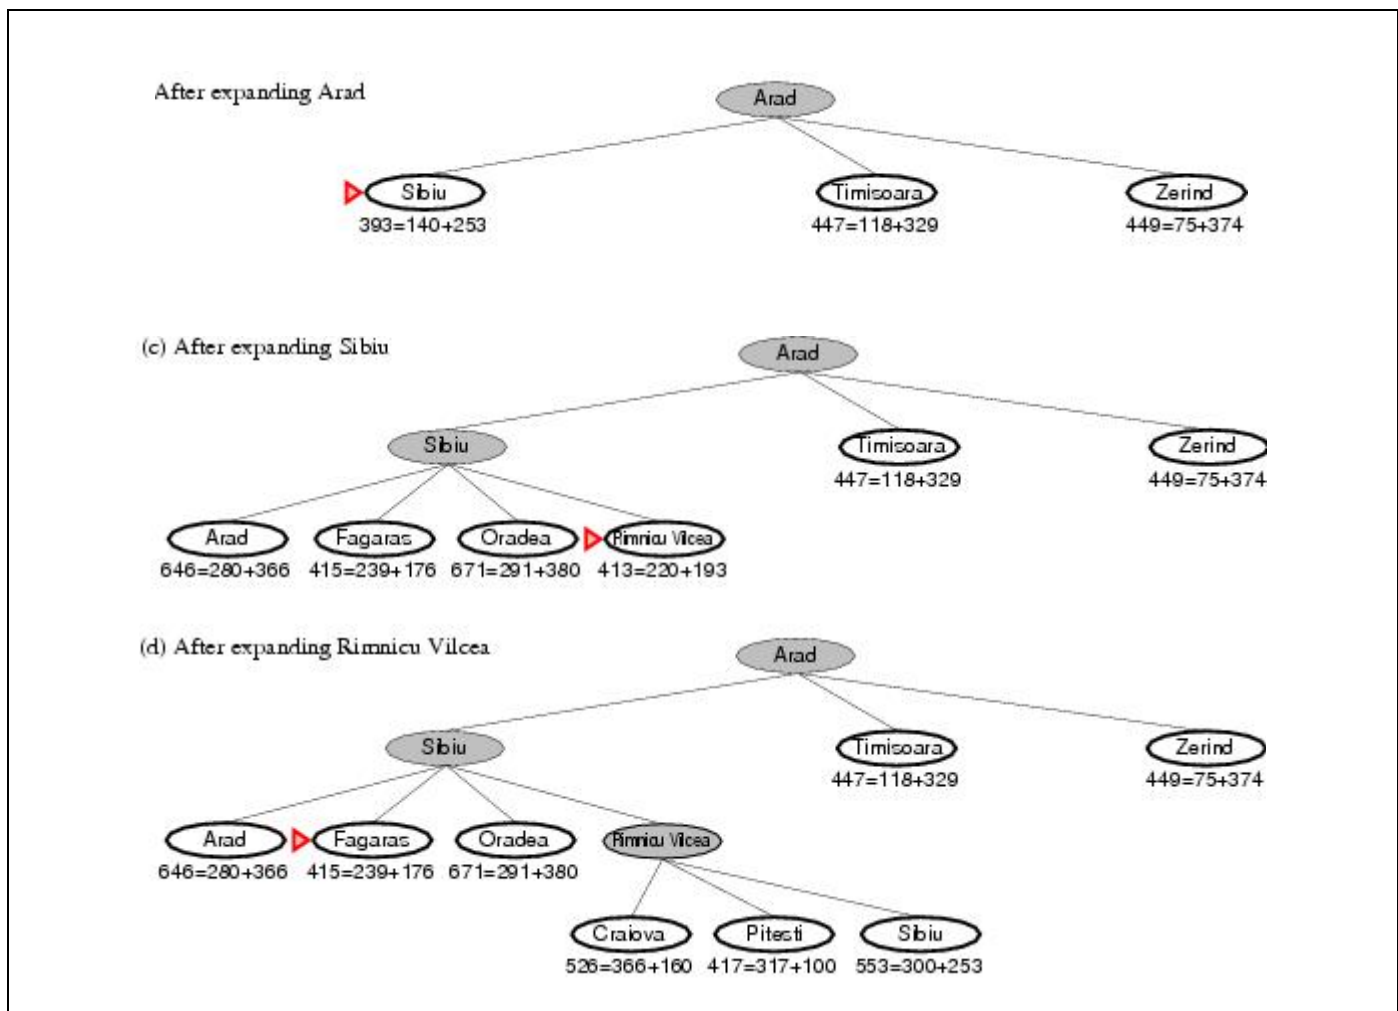 After expanding Arad
Arad
Sibiu Timisoara Zerind
393=140+253 447=118+329 449=75+374
(c) After expanding Sibiu
Arad
Sibiu Timisoara Zerind
447=118+329 449=75+374
Arad Fagaras Oradea Rimnicu Vilcea
646=280+366 415=239+176 671=291+380 413=220+193
(d) After expanding Rimnicu Vilcea
Arad
Sibiu Timisoara Zerind
447=118+329 449=75+374
Arad Fagaras Oradea Rimnicu Vilcea
646=280+366 415=239+176 671=291+380
Craiova Pitesti Sibiu
526=366+160 417=317+100 553=300+253